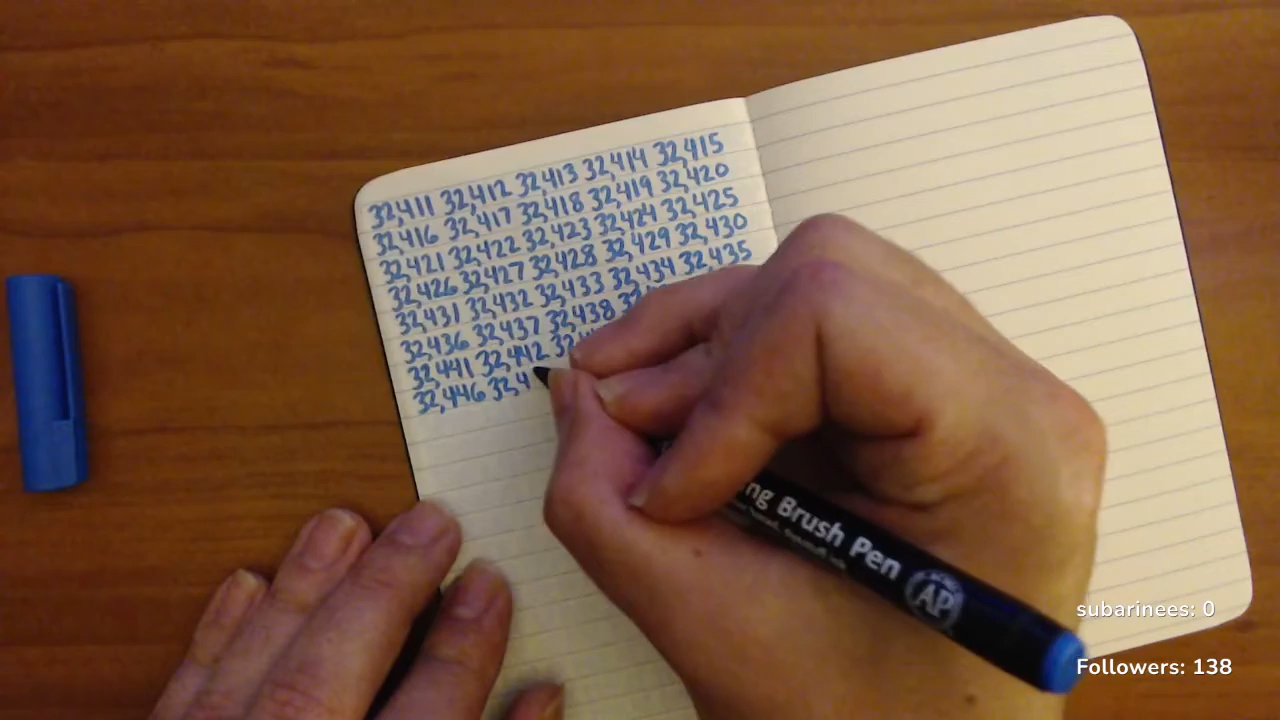 32,411 32,412 32,413 32,414 32,415
32,416 32,417 32,418 32,419 32,420
32,421 32,422 32,423 32,424 32,425
32,426 32,427 32,428 32,429 32,430
32,431 32,432 32,433 32,434 32,435
32,436 32,437 32,438
32,441 32,442
32,446 32,4
Brush Pen
AP
subarinees: 0
Followers: 138